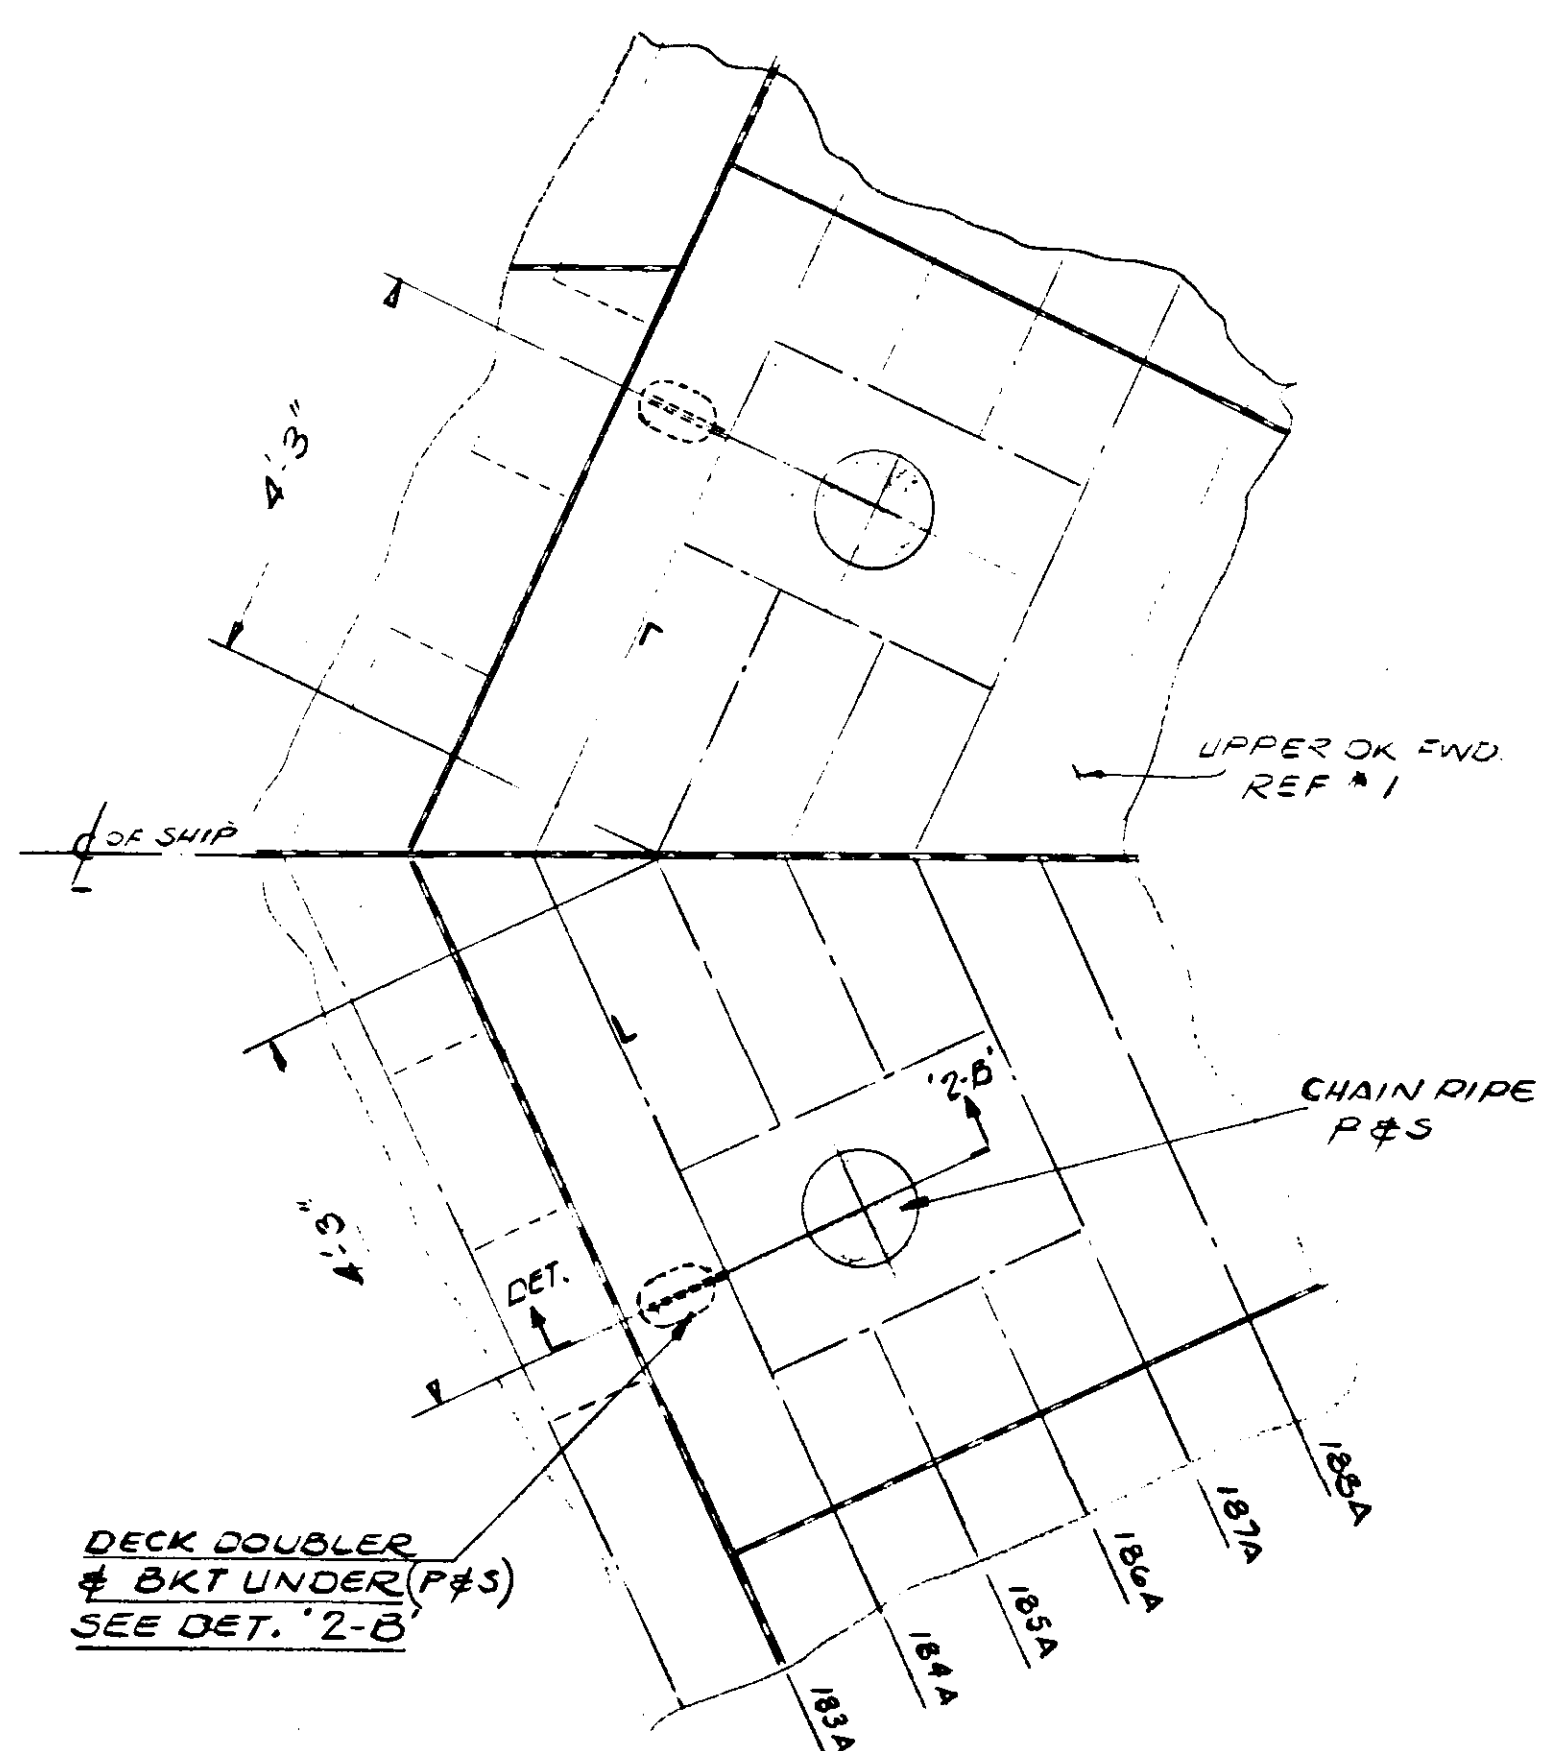 4'-3"
UPPER DK FWD.
REF # 1
℄ OF SHIP
'2-B'
CHAIN PIPE
P & S
4'-3"
DET.
DECK DOUBLER
& BKT UNDER (P & S)
SEE DET. '2-B'
188A
187A
186A
185A
184A
183A